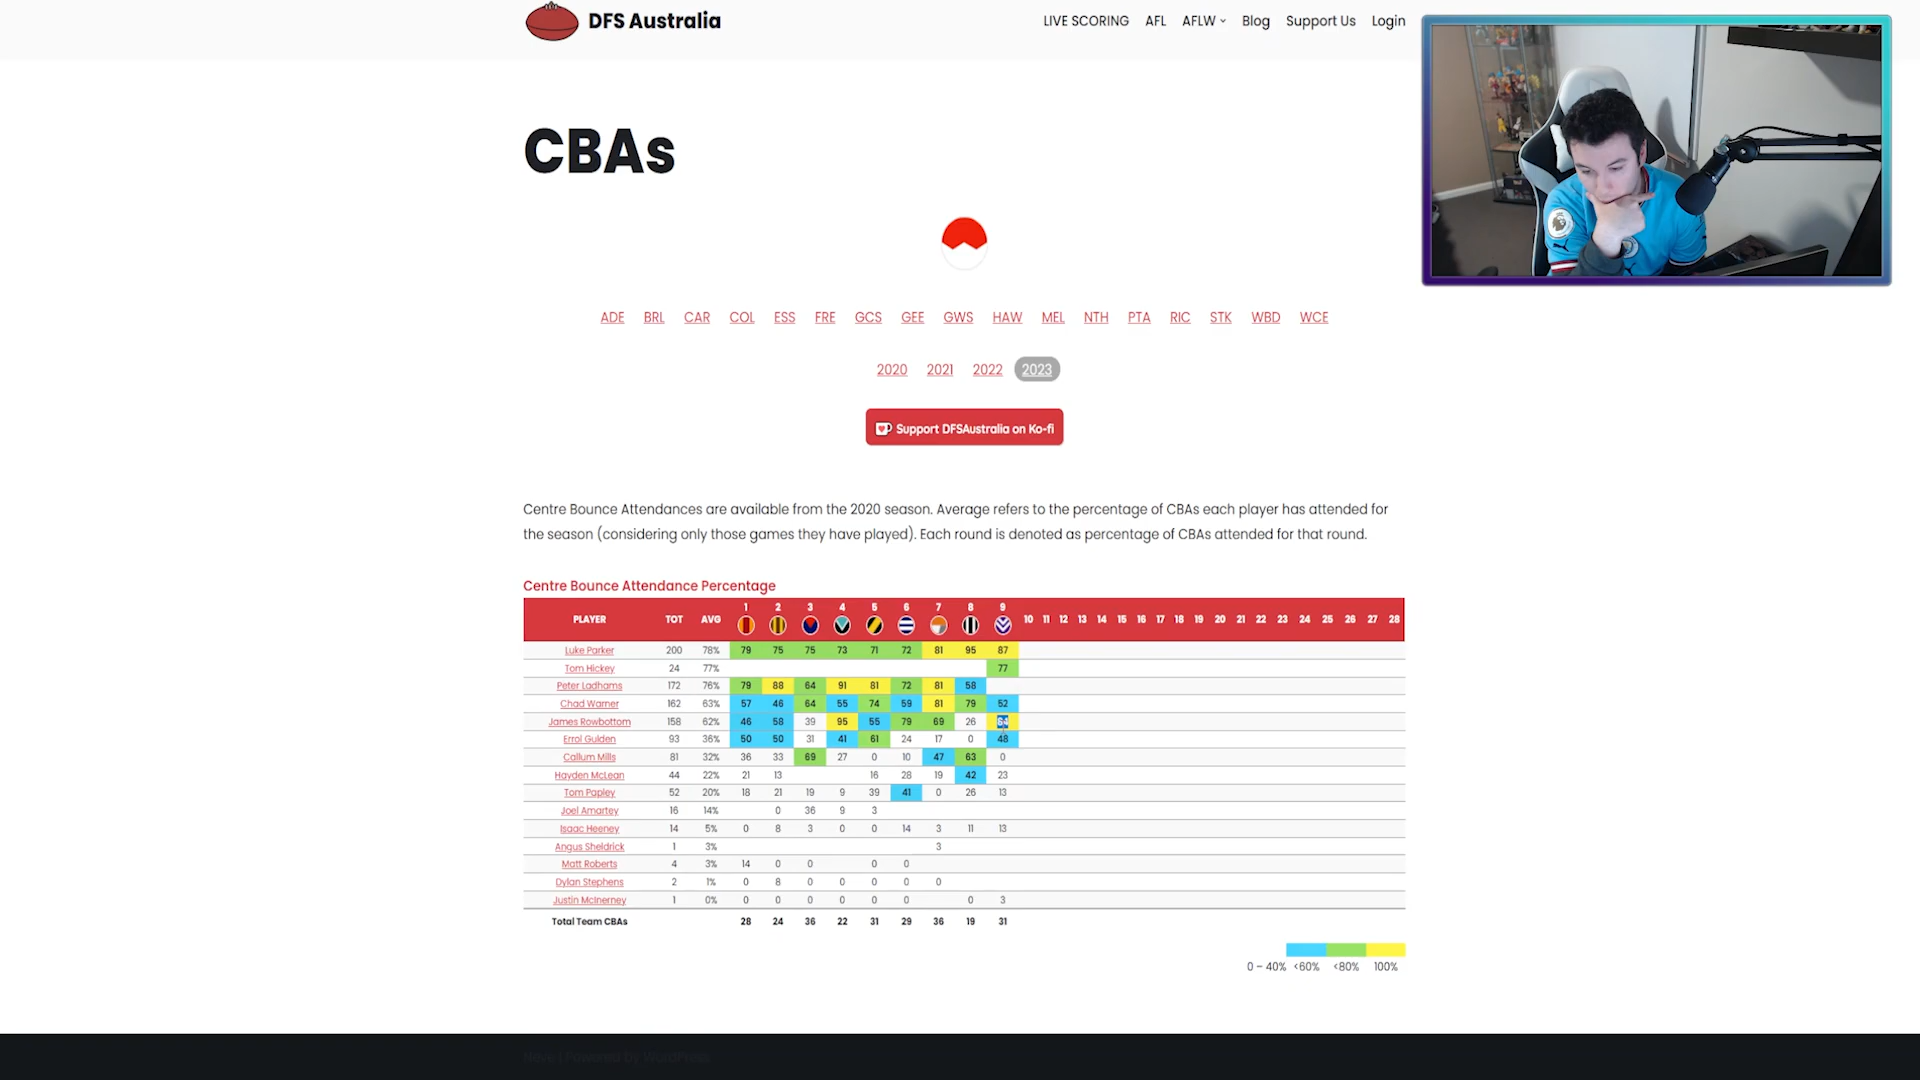 DFS Australia LIVE SCORING AFL AFLW Blog Support Us Login
CBAs
ADE BRL CAR COL ESS FRE GCS GEE GWS HAW MEL NTH PTA RIC STK WBD WCE
2020 2021 2022 2023
Support DFSAustralia on Ko-fi
Centre Bounce Attendances are available from the 2020 season. Average refers to the percentage of CBAs each player has attended for
the season (considering only those games they have played). Each round is denoted as percentage of CBAs attended for that round.
Centre Bounce Attendance Percentage
PLAYER TOT AVG 1 2 3 4 5 6 7 8 9 10 11 12 13 14 15 16 17 18 19 20 21 22 23 24 25 26 27 28
Luke Parker 200 78% 79 75 75 73 71 72 81 95 87
Tom Hickey 24 77% 77
Peter Ladhams 172 76% 79 88 64 91 81 72 81 58
Chad Warner 162 63% 57 46 64 55 74 59 81 79 52
James Rowbottom 158 62% 46 58 39 95 55 79 69 26
Errol Gulden 93 36% 50 50 31 41 61 24 17 0 48
Callum Mills 81 32% 36 33 69 27 0 10 47 63 0
Hayden McLean 44 22% 21 13 16 28 19 42 23
Tom Papley 52 20% 18 21 19 9 39 41 0 26 13
Joel Amartey 16 14% 0 36 9 3
Isaac Heeney 14 5% 0 8 3 0 0 14 3 11 13
Angus Sheldrick 1 3% 3
Matt Roberts 4 3% 14 0 0 0 0
Dylan Stephens 2 1% 0 8 0 0 0 0 0
Justin McInerney 1 0% 0 0 0 0 0 0 0 3
Total Team CBAs 28 24 36 22 31 29 36 19 31
0 – 40% <60% <80% 100%
Neve | Powered by WordPress